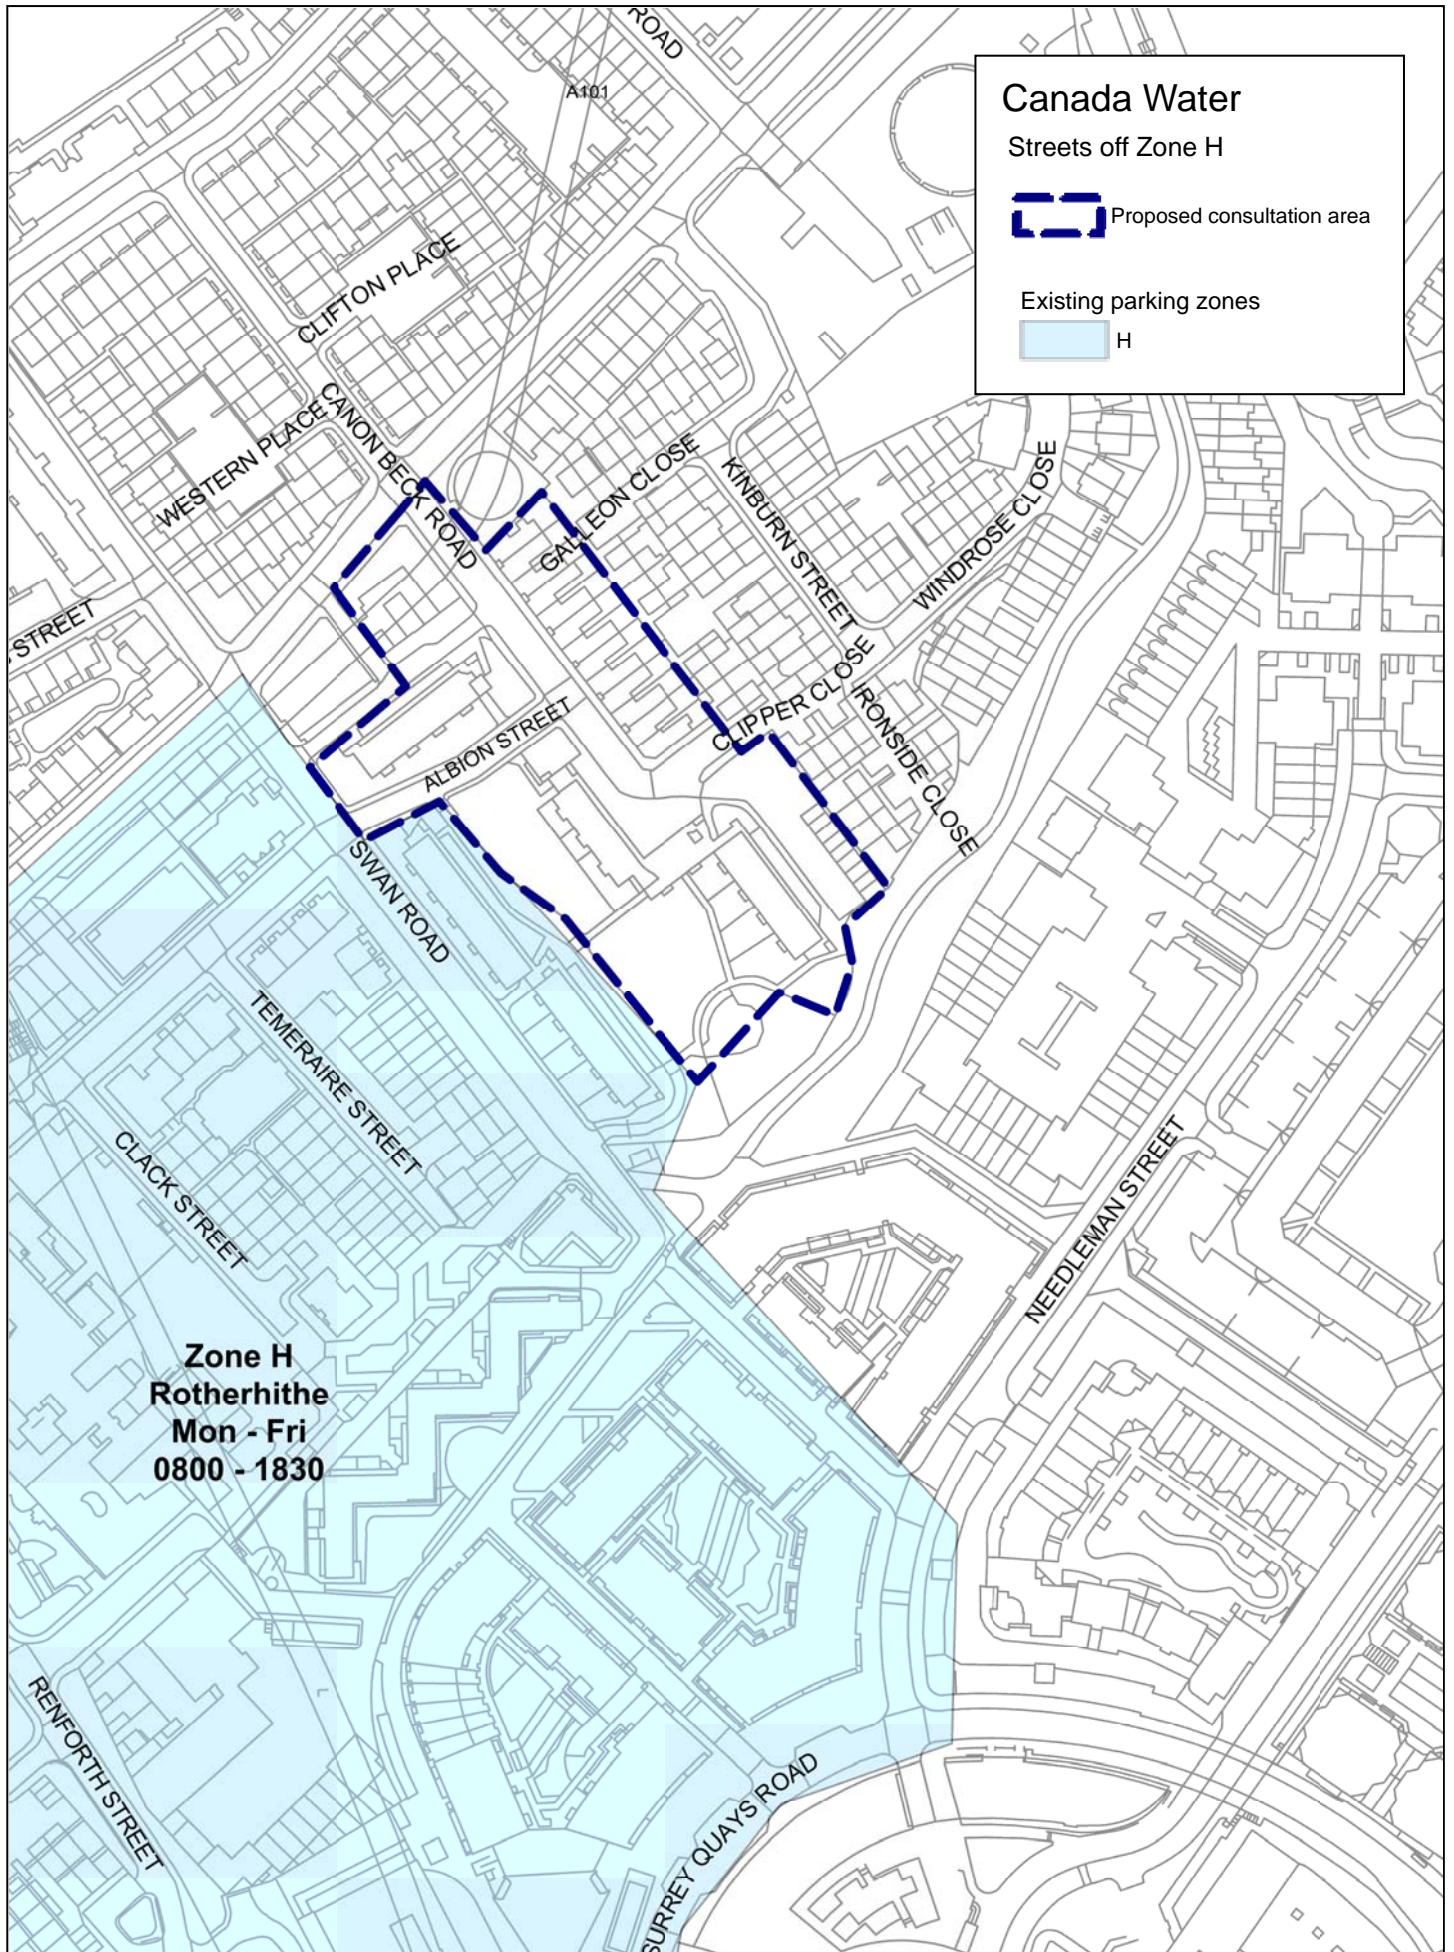 ROAD
A101
Canada Water
Streets off Zone H
Proposed consultation area
Existing parking zones
H
CLIFTON PLACE
WESTERN PLACE
CANON BECK ROAD
GALLEON CLOSE
KINBURN STREET
WINDROSE CLOSE
STREET
CLIPPER CLOSE
IRONSIDE CLOSE
ALBION STREET
SWAN ROAD
TEMERAIRE STREET
CLACK STREET
NEEDLEMAN STREET
Zone H
Rotherhithe
Mon - Fri
0800 - 1830
RENFORTH STREET
SURREY QUAYS ROAD